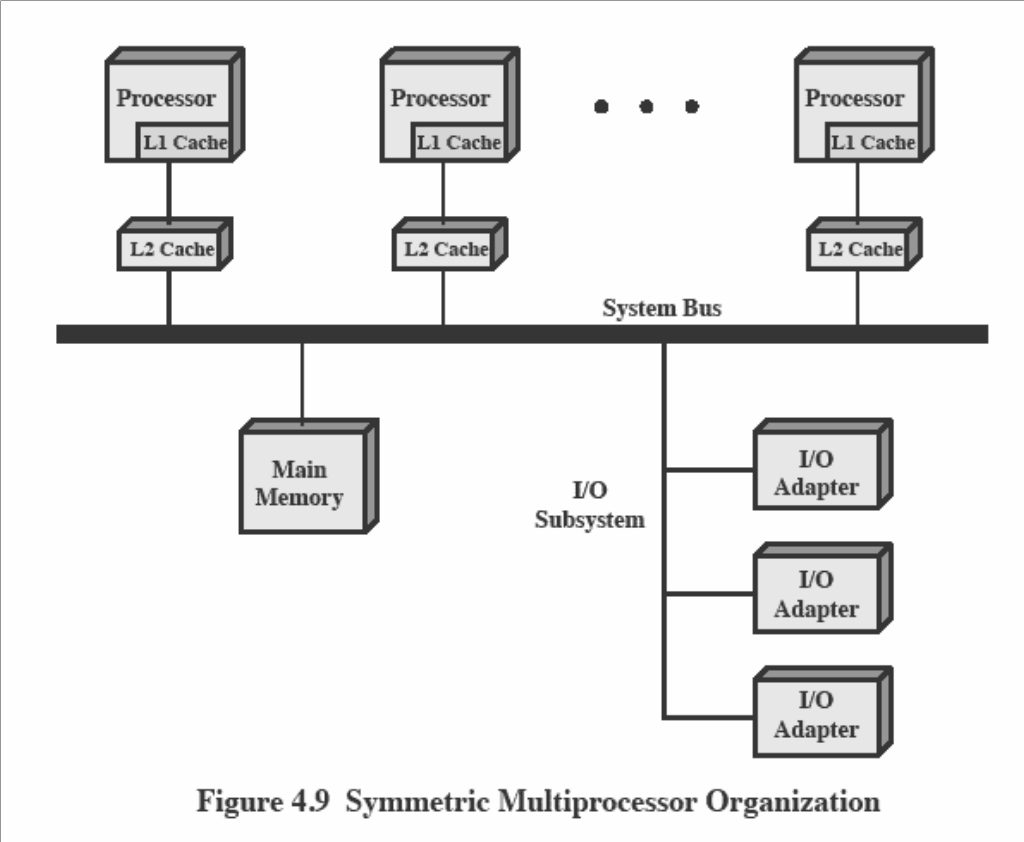 Processor
L1 Cache
Processor
L1 Cache
Processor
L1 Cache
L2 Cache
L2 Cache
L2 Cache
System Bus
Main
Memory
I/O
Subsystem
I/O
Adapter
I/O
Adapter
I/O
Adapter
Figure 4.9 Symmetric Multiprocessor Organization